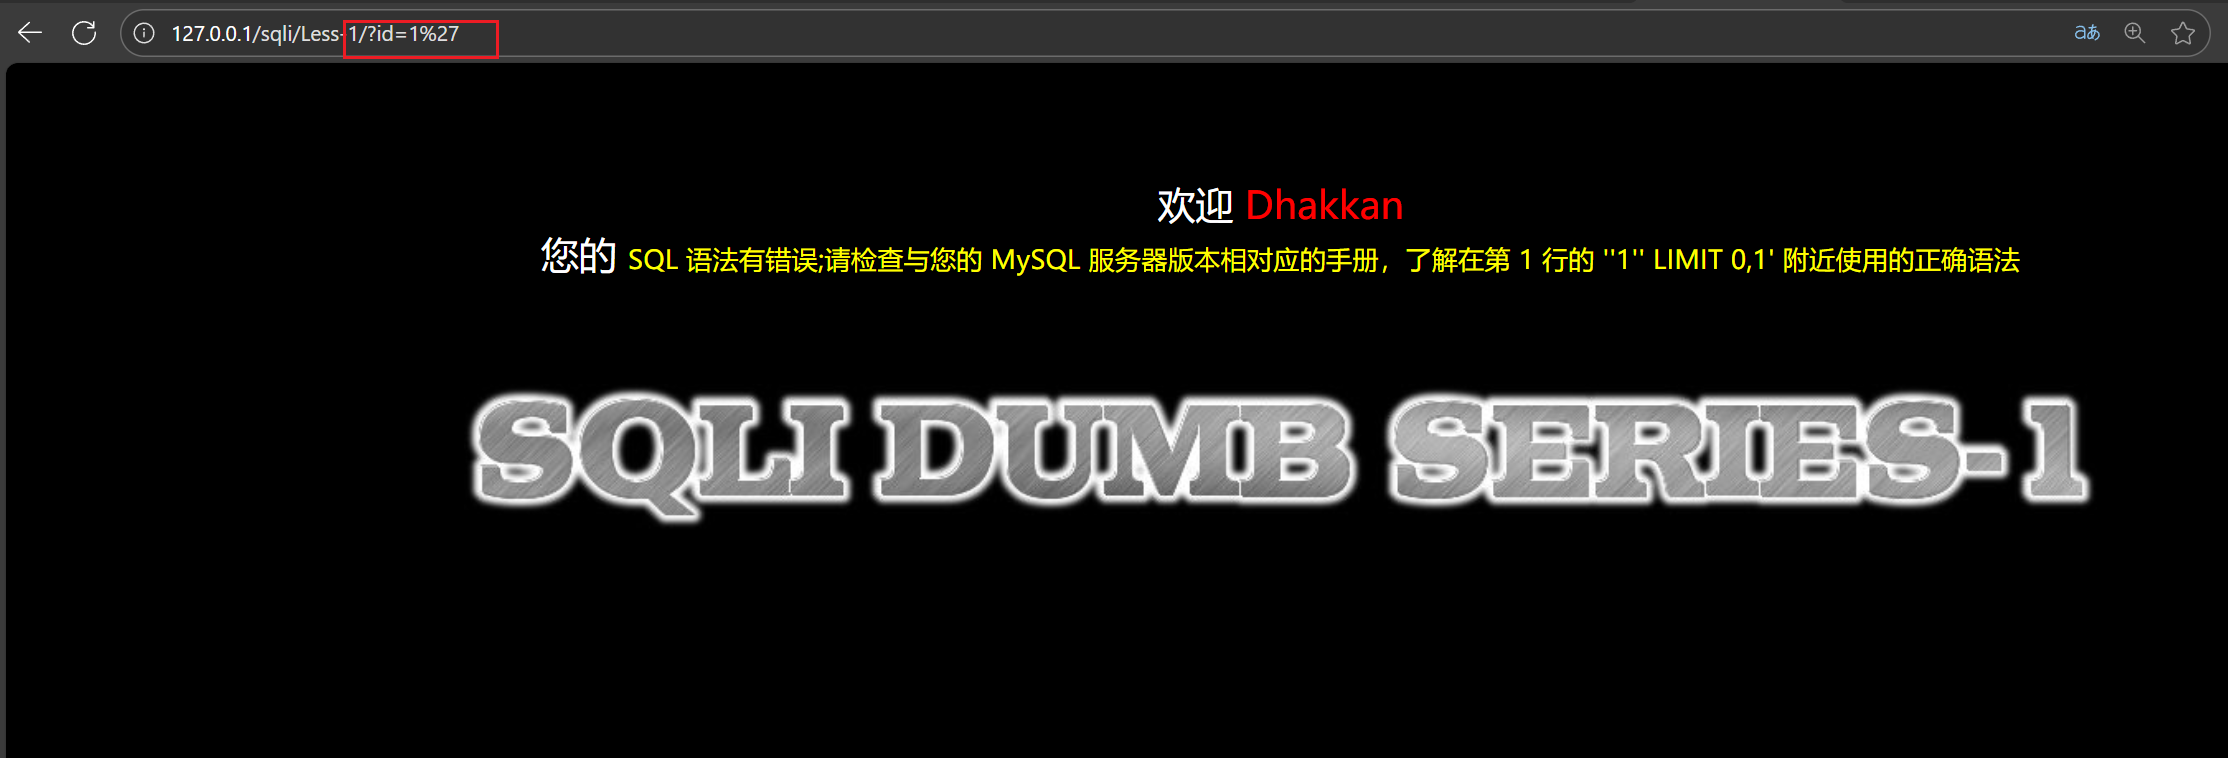 127.0.0.1/sqli/Less-1/?id=1%27
aあ
欢迎 Dhakkan
您的 SQL 语法有错误;请检查与您的 MySQL 服务器版本相对应的手册，了解在第 1 行的 ''1'' LIMIT 0,1' 附近使用的正确语法
SQLI DUMB SERIES-1